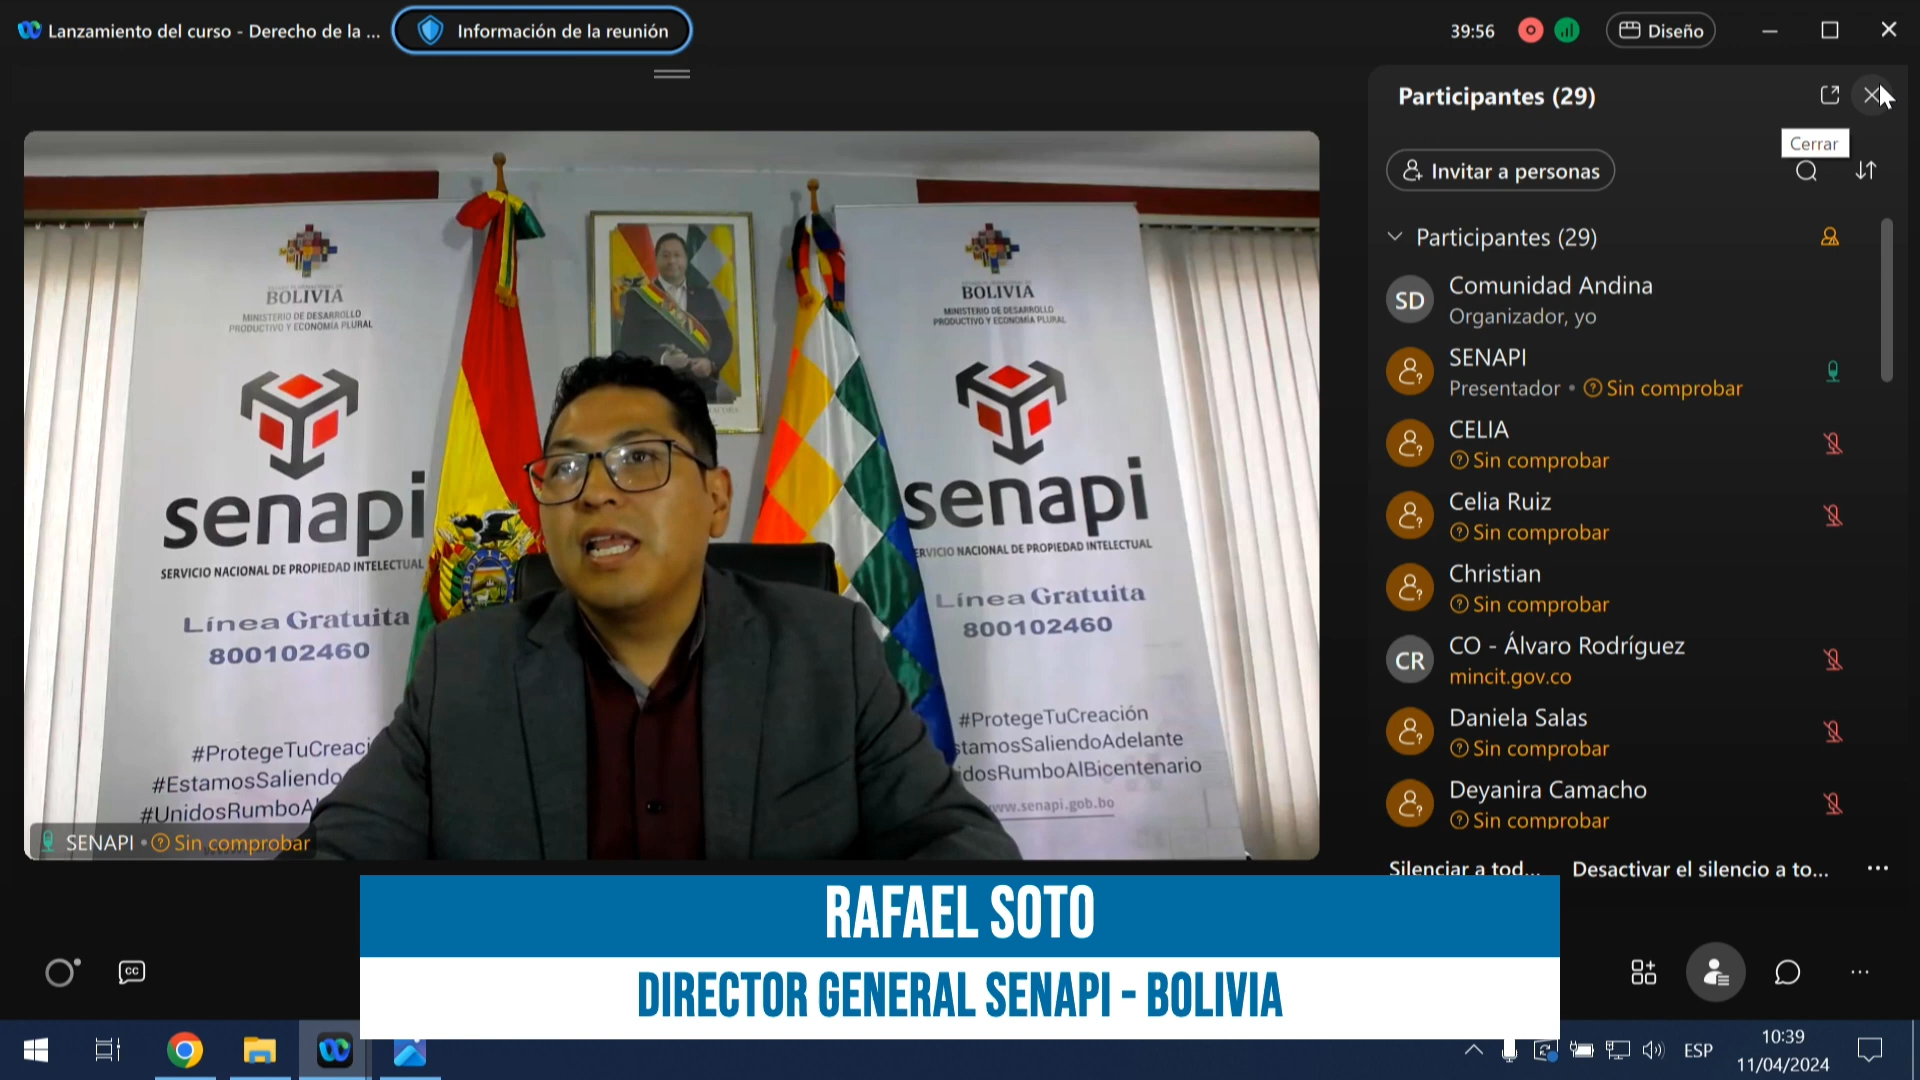 Lanzamiento del curso - Derecho de la ...
Información de la reunión
39:56
Diseño
Participantes (29)
Cerrar
Invitar a personas
Participantes (29)
SD
Comunidad Andina
Organizador, yo
SENAPI
Presentador • Sin comprobar
CELIA
Sin comprobar
Celia Ruiz
Sin comprobar
Christian
Sin comprobar
CR
CO - Álvaro Rodríguez
mincit.gov.co
Daniela Salas
Sin comprobar
Deyanira Camacho
Sin comprobar
Silenciar a tod...
Desactivar el silencio a to...
BOLIVIA
MINISTERIO DE DESARROLLO
PRODUCTIVO Y ECONOMÍA PLURAL
senapi
SERVICIO NACIONAL DE PROPIEDAD INTELECTUAL
Línea Gratuita
800102460
#ProtegeTuCreaci
#EstamosSaliendo
#UnidosRumboAl
BOLIVIA
MINISTERIO DE DESARROLLO
PRODUCTIVO Y ECONOMÍA PLURAL
senapi
ERVICIO NACIONAL DE PROPIEDAD INTELECTUAL
Línea Gratuita
800102460
#ProtegeTuCreación
stamosSaliendoAdelante
idosRumboAlBicentenario
www.senapi.gob.bo
SENAPI • Sin comprobar
RAFAEL SOTO
DIRECTOR GENERAL SENAPI - BOLIVIA
CC
ESP
10:39
11/04/2024